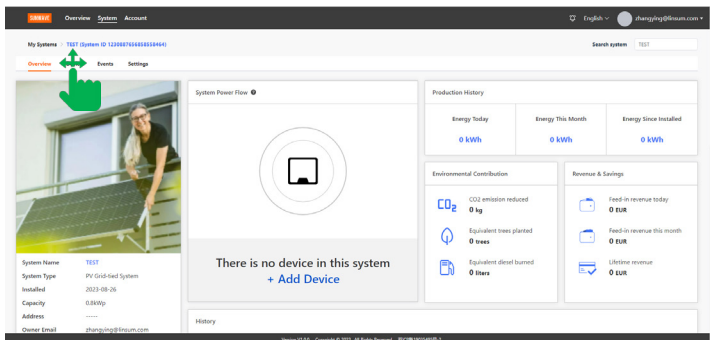 SUNWAVE Overview System Account English zhangying@linsum.com
My Systems TEST (System ID 1230087656858558464) Search system TEST
Overview Events Settings
System Power Flow
There is no device in this system
+ Add Device
Production History
Energy Today Energy This Month Energy Since Installed
0 kWh 0 kWh 0 kWh
Environmental Contribution
CO2
CO2 emission reduced
0 kg
Equivalent trees planted
0 trees
Equivalent diesel burned
0 liters
Revenue & Savings
Feed-in revenue today
0 EUR
Feed-in revenue this month
0 EUR
Lifetime revenue
0 EUR
System Name TEST
System Type PV Grid-tied System
Installed 2023-08-26
Capacity 0.8kWp
Address -----
Owner Email zhangying@linsum.com
History